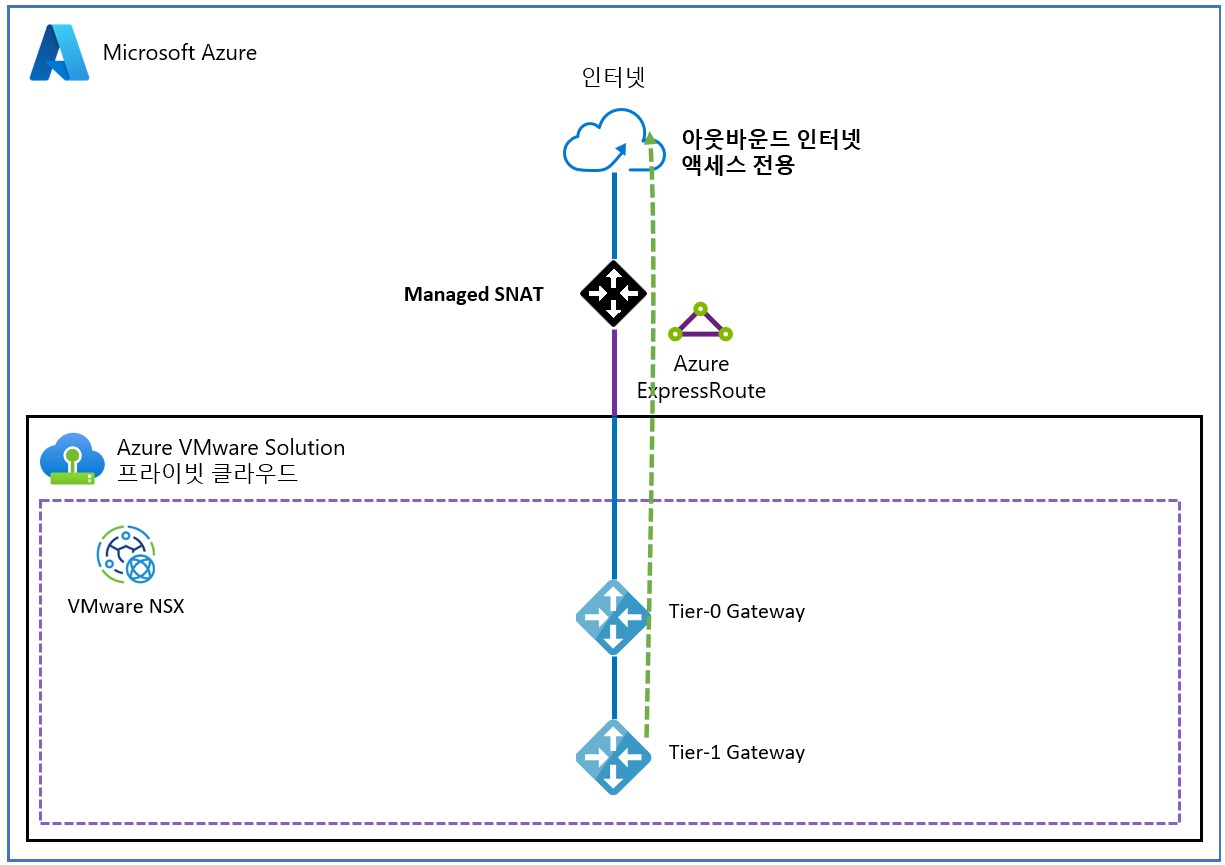 Microsoft Azure
인터넷
아웃바운드 인터넷
액세스 전용
Managed SNAT
Azure
ExpressRoute
Azure VMware Solution
프라이빗 클라우드
VMware NSX
Tier-0 Gateway
Tier-1 Gateway